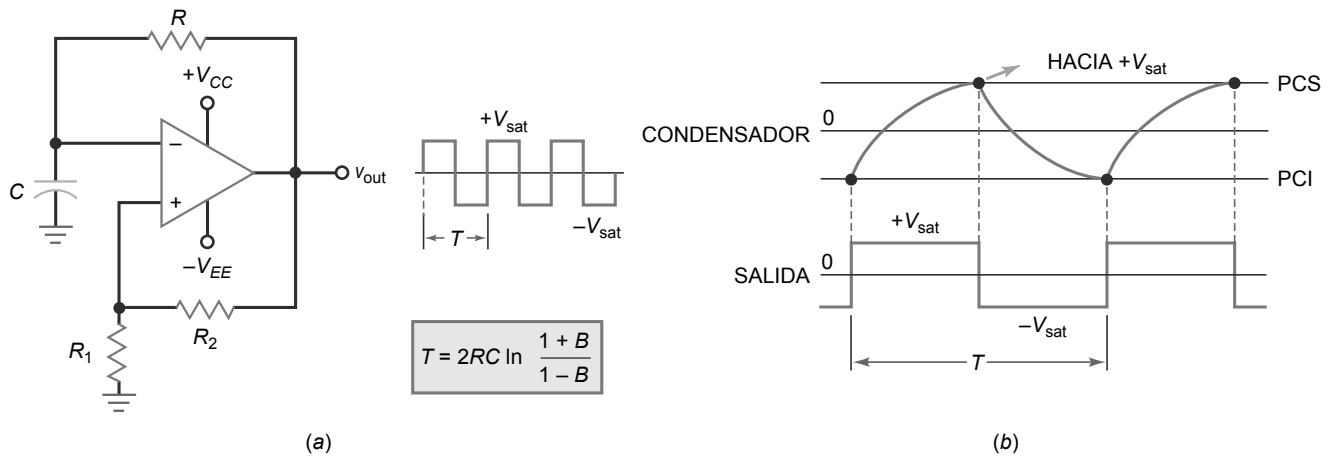 R
+V_CC
−
C
+
v_out
−V_EE
R_2
R_1
+V_sat
−V_sat
T
T = 2RC ln (1 + B)/(1 − B)
(a)
HACIA +V_sat
PCS
0
CONDENSADOR
PCI
+V_sat
0
SALIDA
−V_sat
T
(b)